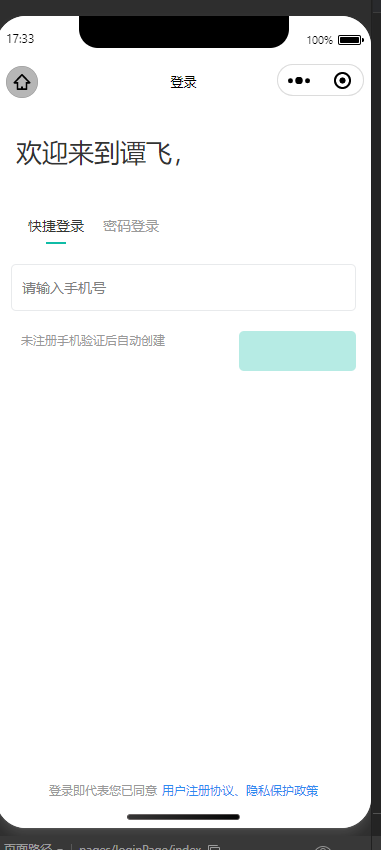 17:33
100%
登录
欢迎来到谭飞，
快捷登录 密码登录
请输入手机号
未注册手机验证后自动创建
登录即代表您已同意 用户注册协议、隐私保护政策
页面路径 pages/loginPage/index